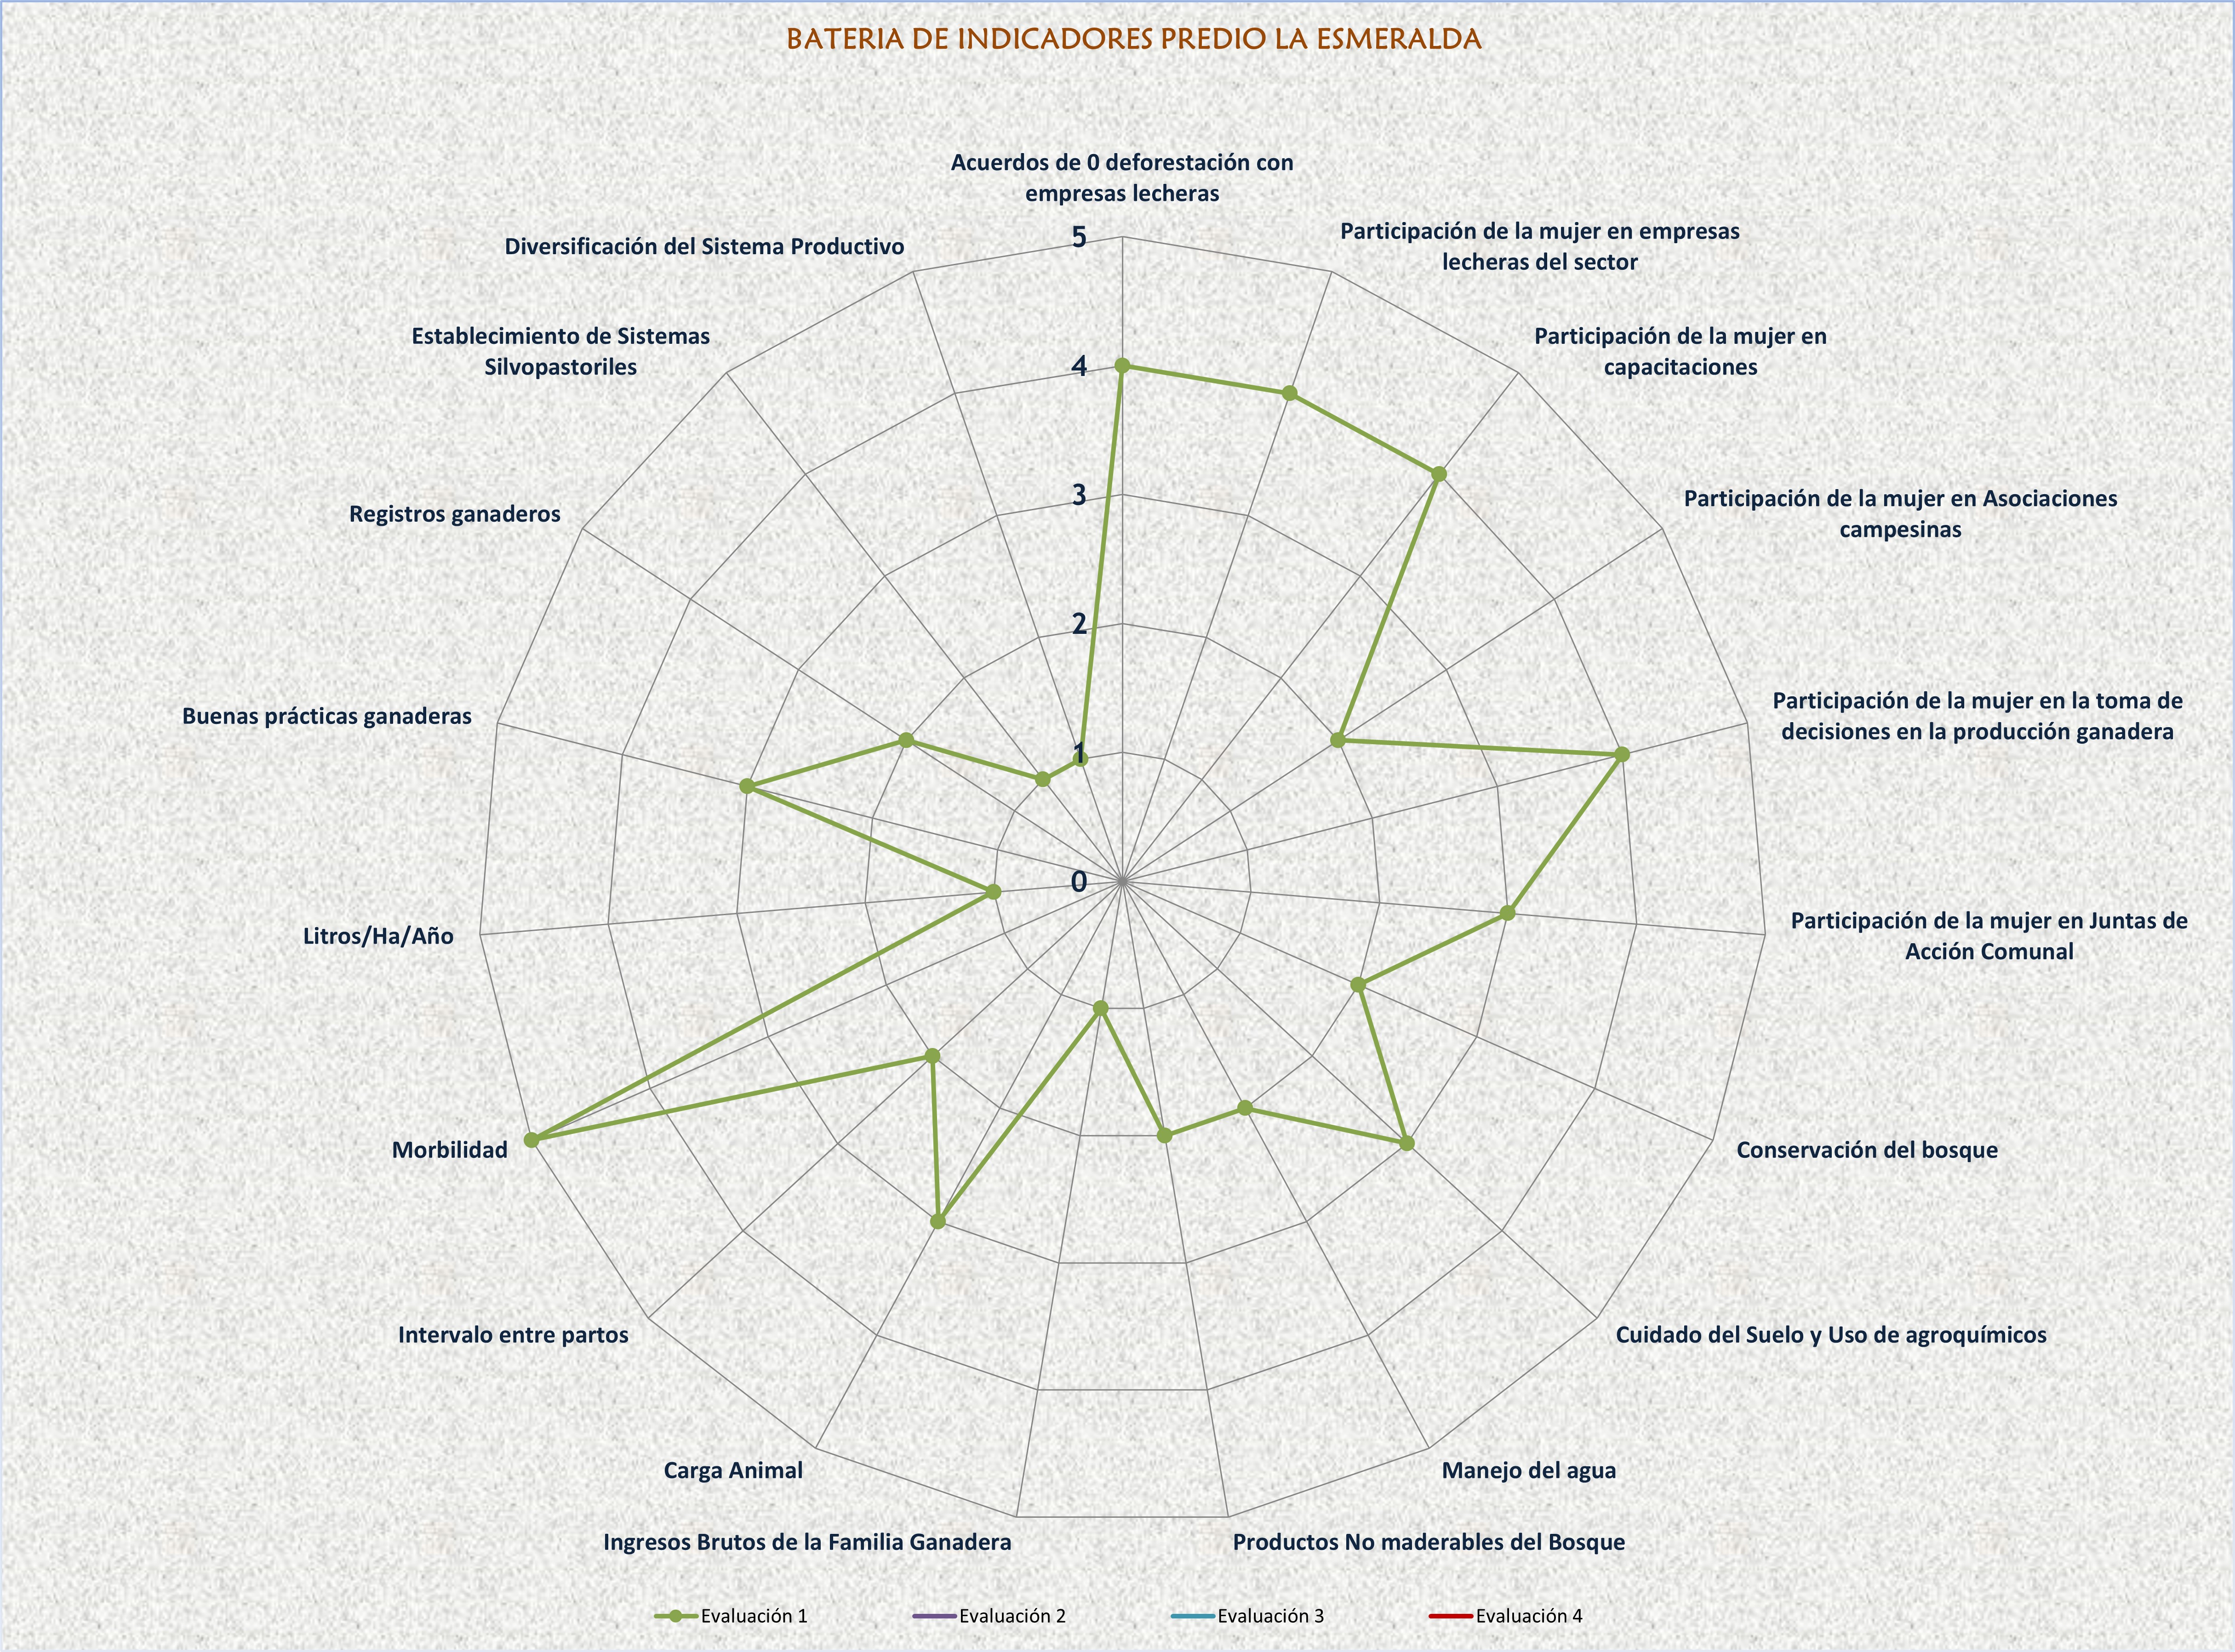 BATERIA DE INDICADORES PREDIO LA ESMERALDA
Acuerdos de 0 deforestación con
empresas lecheras
Participación de la mujer en empresas
lecheras del sector
Participación de la mujer en
capacitaciones
Participación de la mujer en Asociaciones
campesinas
Participación de la mujer en la toma de
decisiones en la producción ganadera
Participación de la mujer en Juntas de
Acción Comunal
Conservación del bosque
Cuidado del Suelo y Uso de agroquímicos
Manejo del agua
Productos No maderables del Bosque
Ingresos Brutos de la Familia Ganadera
Carga Animal
Intervalo entre partos
Morbilidad
Litros/Ha/Año
Buenas prácticas ganaderas
Registros ganaderos
Establecimiento de Sistemas
Silvopastoriles
Diversificación del Sistema Productivo
5
4
3
2
1
0
Evaluación 1
Evaluación 2
Evaluación 3
Evaluación 4